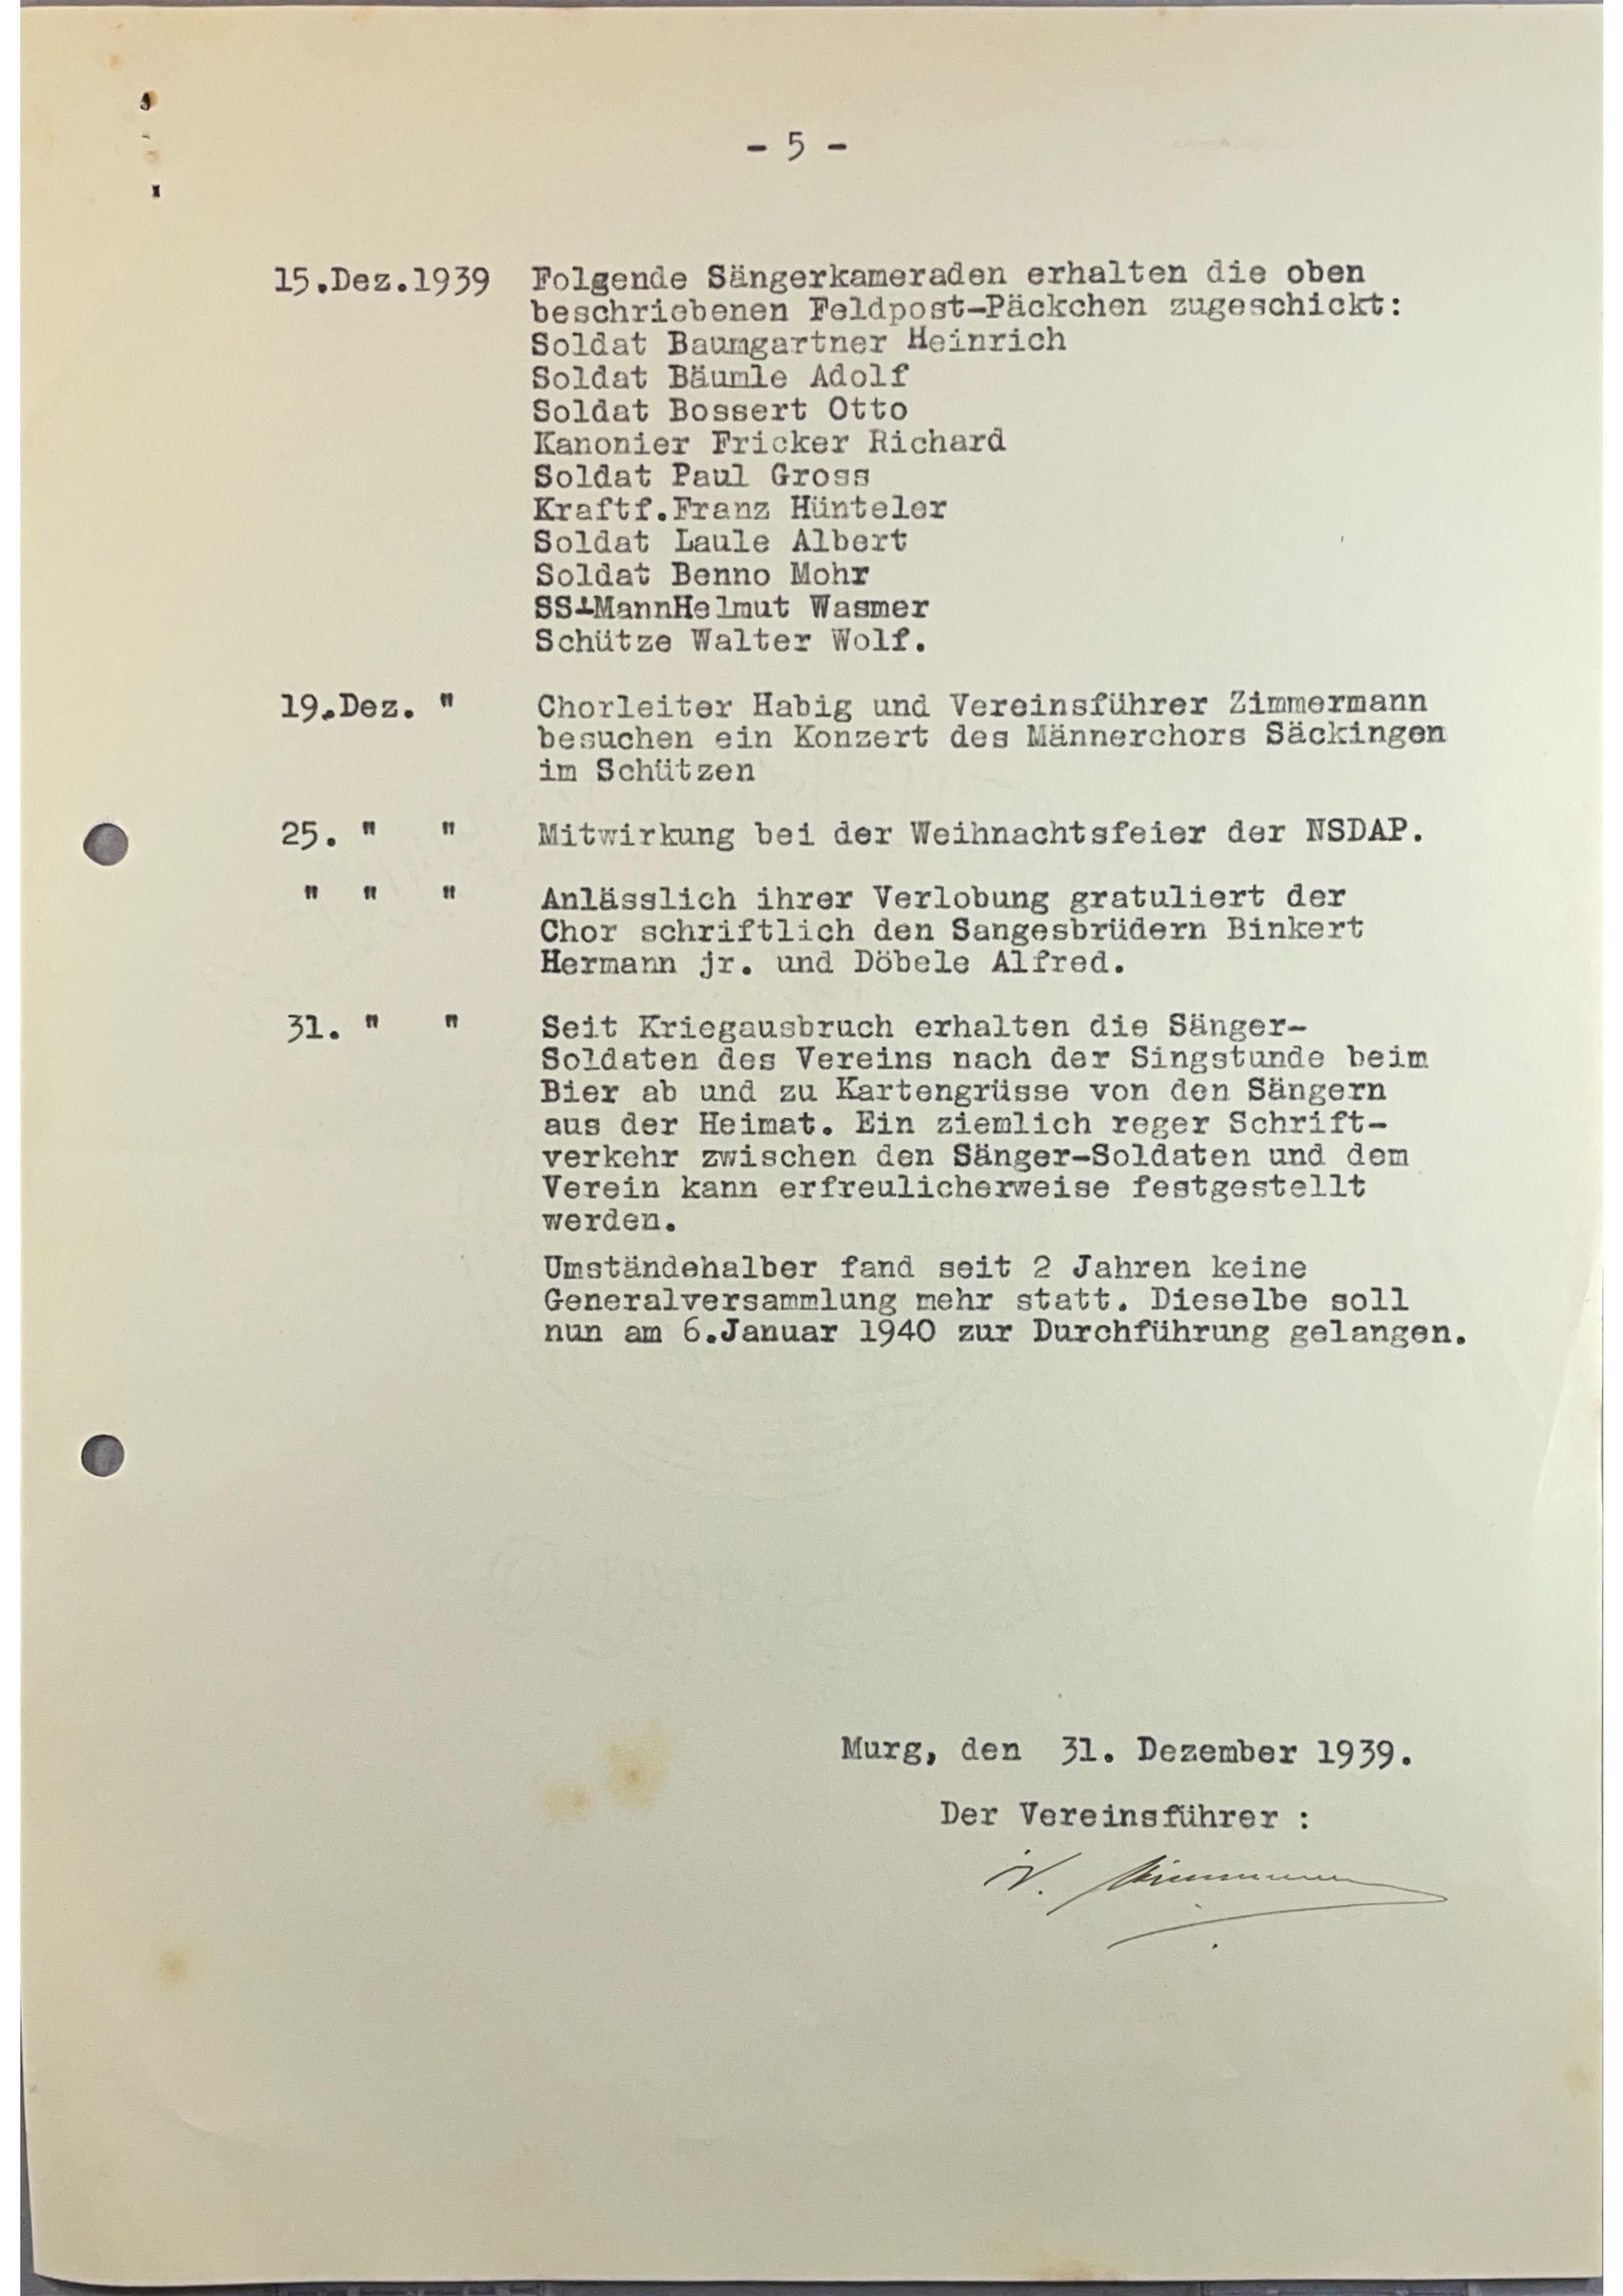 - 5 -
15.Dez.1939 Folgende Sängerkameraden erhalten die oben
beschriebenen Feldpost-Päckchen zugeschickt:
Soldat Baumgartner Heinrich
Soldat Bäumle Adolf
Soldat Bossert Otto
Kanonier Fricker Richard
Soldat Paul Gross
Kraftf.Franz Hünteler
Soldat Laule Albert
Soldat Benno Mohr
SS-MannHelmut Wasmer
Schütze Walter Wolf.
19.Dez. " Chorleiter Habig und Vereinsführer Zimmermann
besuchen ein Konzert des Männerchors Säckingen
im Schützen
25. " " Mitwirkung bei der Weihnachtsfeier der NSDAP.
" " " Anlässlich ihrer Verlobung gratuliert der
Chor schriftlich den Sangesbrüdern Binkert
Hermann jr. und Döbele Alfred.
31. " " Seit Kriegausbruch erhalten die Sänger-
Soldaten des Vereins nach der Singstunde beim
Bier ab und zu Kartengrüsse von den Sängern
aus der Heimat. Ein ziemlich reger Schrift-
verkehr zwischen den Sänger-Soldaten und dem
Verein kann erfreulicherweise festgestellt
werden.
Umständehalber fand seit 2 Jahren keine
Generalversammlung mehr statt. Dieselbe soll
nun am 6.Januar 1940 zur Durchführung gelangen.
Murg, den 31. Dezember 1939.
Der Vereinsführer :